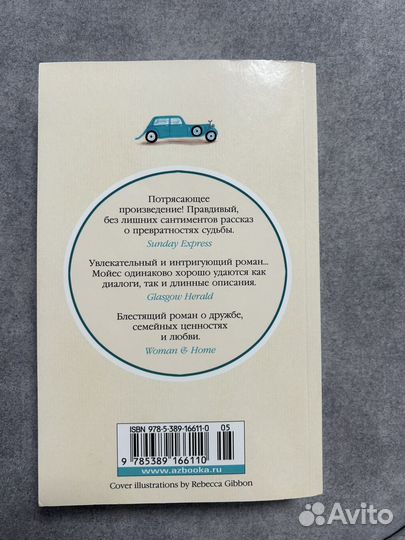 Потрясающее
произведение! Правдивый,
без лишних сантиментов рассказ
о превратностях судьбы.
Sunday Express
Увлекательный и интригующий роман...
Мойес одинаково хорошо удаются как
диалоги, так и длинные описания.
Glasgow Herald
Блестящий роман о дружбе,
семейных ценностях
и любви.
Woman & Home
ISBN 978-5-389-16611-0 05
9 785389 166110
www.azbooka.ru
Cover illustrations by Rebecca Gibbon
Avito